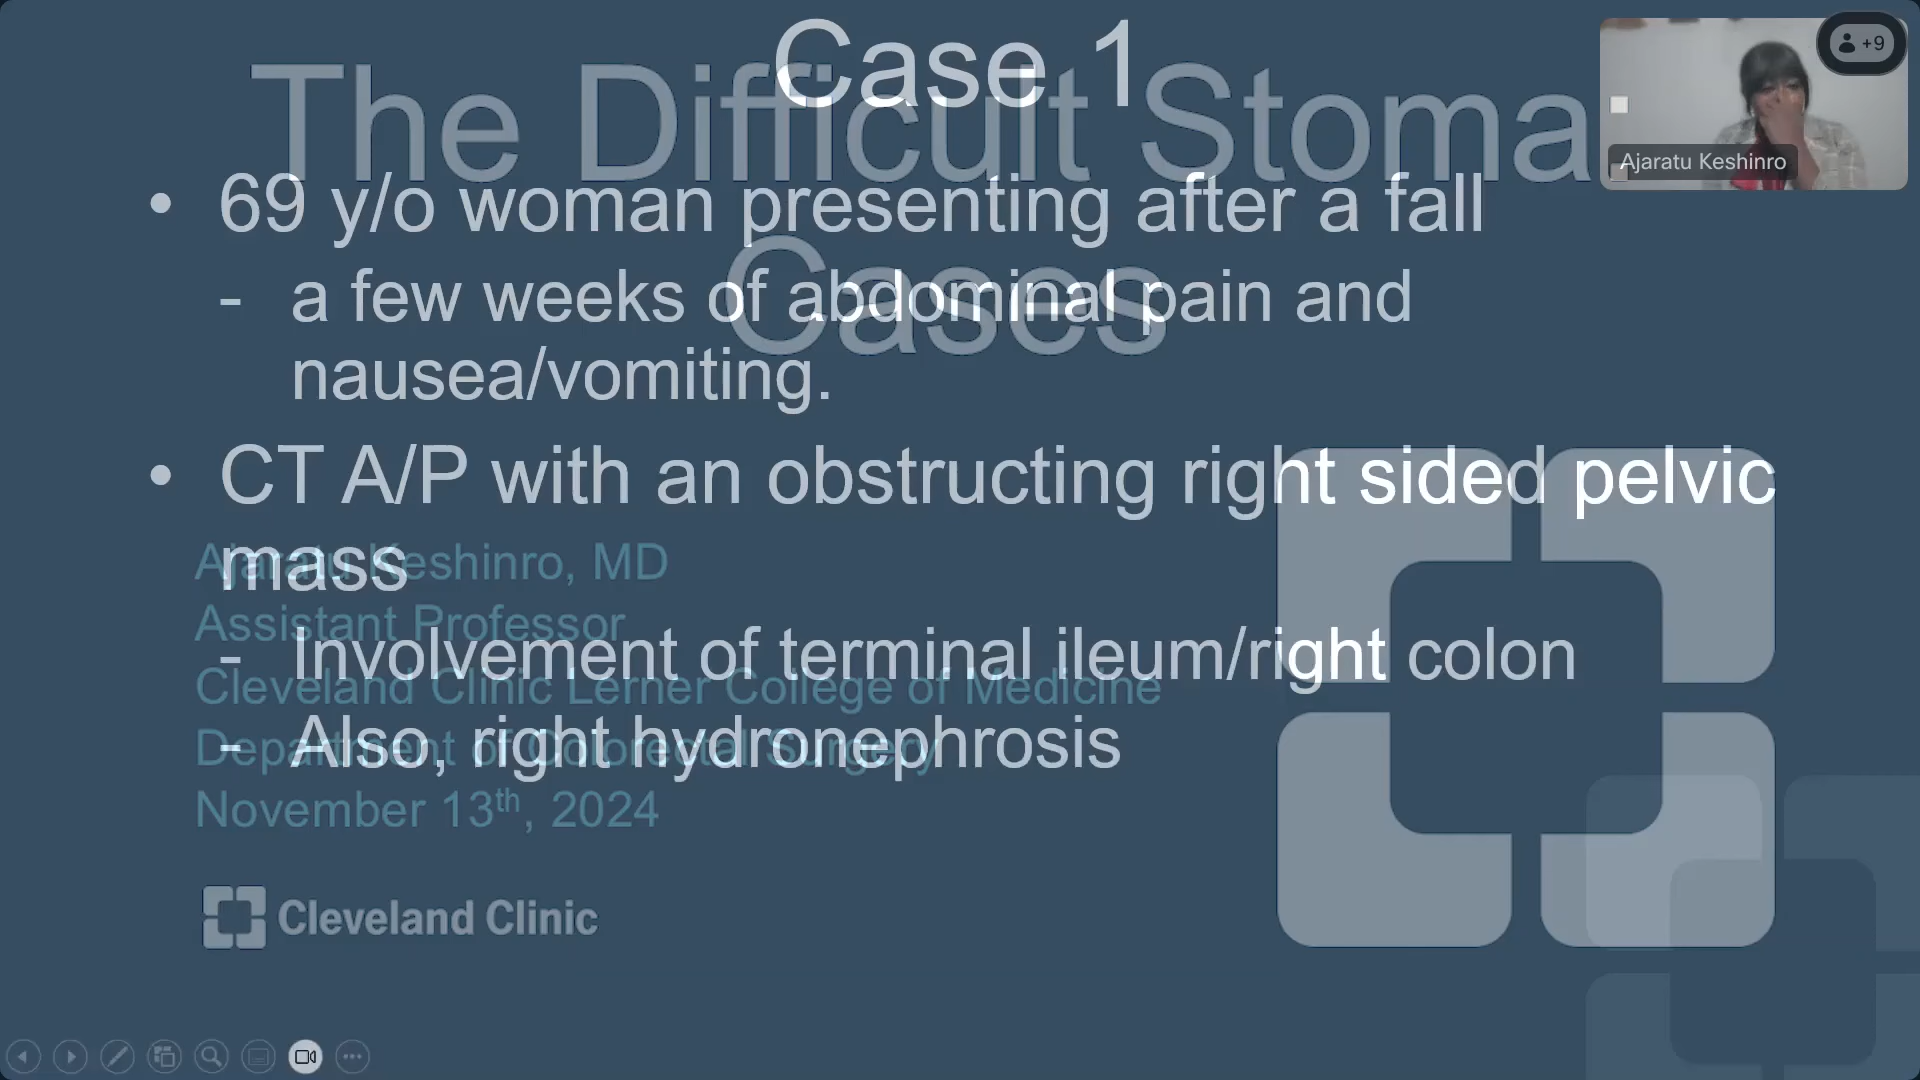 Case 1
The Difficult Stoma
Cases
• 69 y/o woman presenting after a fall
- a few weeks of abdominal pain and
nausea/vomiting.
• CT A/P with an obstructing right sided pelvic
mass
- Involvement of terminal ileum/right colon
- Also, right hydronephrosis
Ajaratu Keshinro, MD
Assistant Professor
Cleveland Clinic Lerner College of Medicine
Department of Colorectal Surgery
November 13th, 2024
Cleveland Clinic
+9
Ajaratu Keshinro